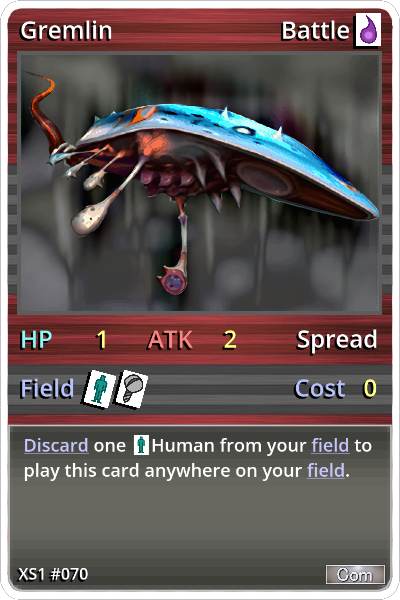 Gremlin Battle
HP 1 ATK 2 Spread
Field Cost 0
Discard one Human from your field to
play this card anywhere on your field.
XS1 #070 Com